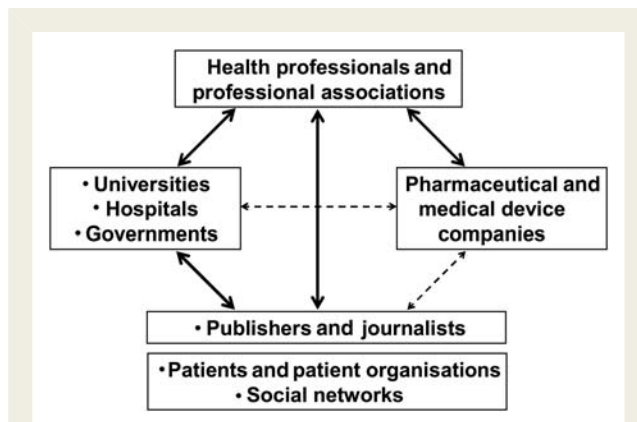 Health professionals and
professional associations
• Universities
• Hospitals
• Governments
Pharmaceutical and
medical device
companies
• Publishers and journalists
• Patients and patient organisations
• Social networks